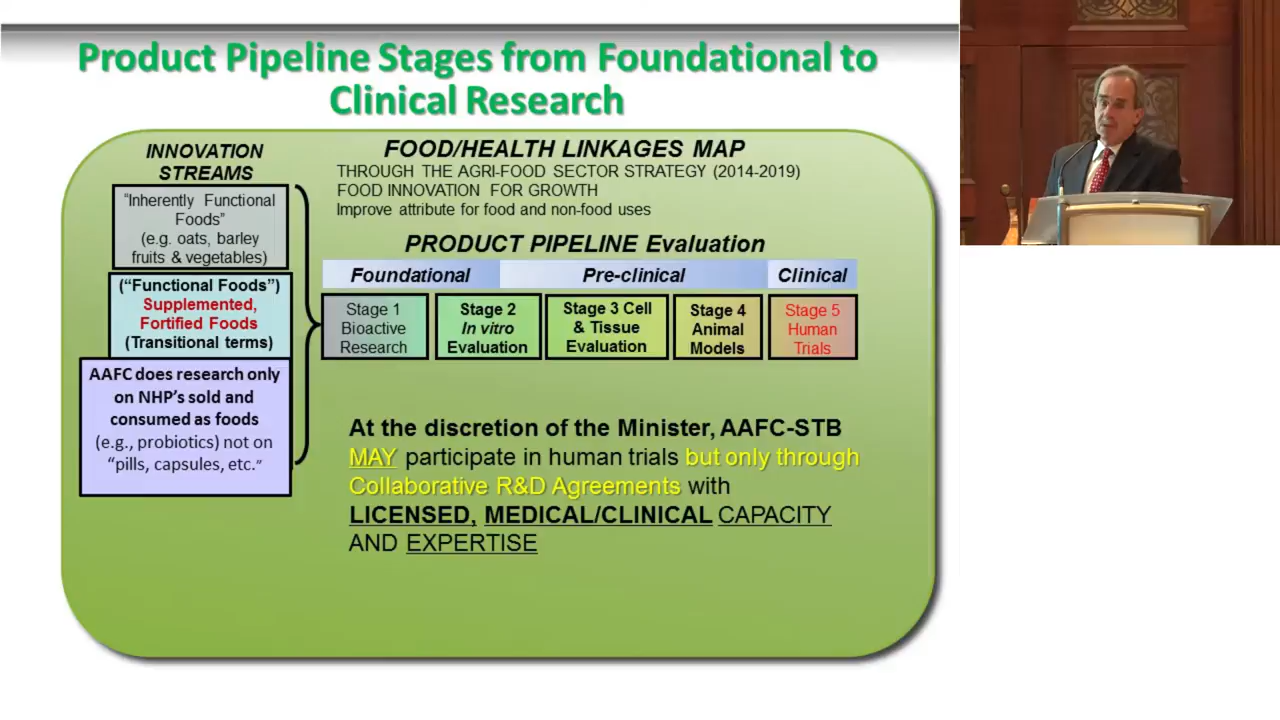 Product Pipeline Stages from Foundational to
Clinical Research
INNOVATION
STREAMS
“Inherently Functional
Foods”
(e.g. oats, barley
fruits & vegetables)
(“Functional Foods”)
Supplemented,
Fortified Foods
(Transitional terms)
AAFC does research only
on NHP’s sold and
consumed as foods
(e.g., probiotics) not on
“pills, capsules, etc.”
FOOD/HEALTH LINKAGES MAP
THROUGH THE AGRI-FOOD SECTOR STRATEGY (2014-2019)
FOOD INNOVATION FOR GROWTH
Improve attribute for food and non-food uses
PRODUCT PIPELINE Evaluation
Foundational
Pre-clinical
Clinical
Stage 1
Bioactive
Research
Stage 2
In vitro
Evaluation
Stage 3 Cell
& Tissue
Evaluation
Stage 4
Animal
Models
Stage 5
Human
Trials
At the discretion of the Minister, AAFC-STB
MAY participate in human trials but only through
Collaborative R&D Agreements with
LICENSED, MEDICAL/CLINICAL CAPACITY
AND EXPERTISE